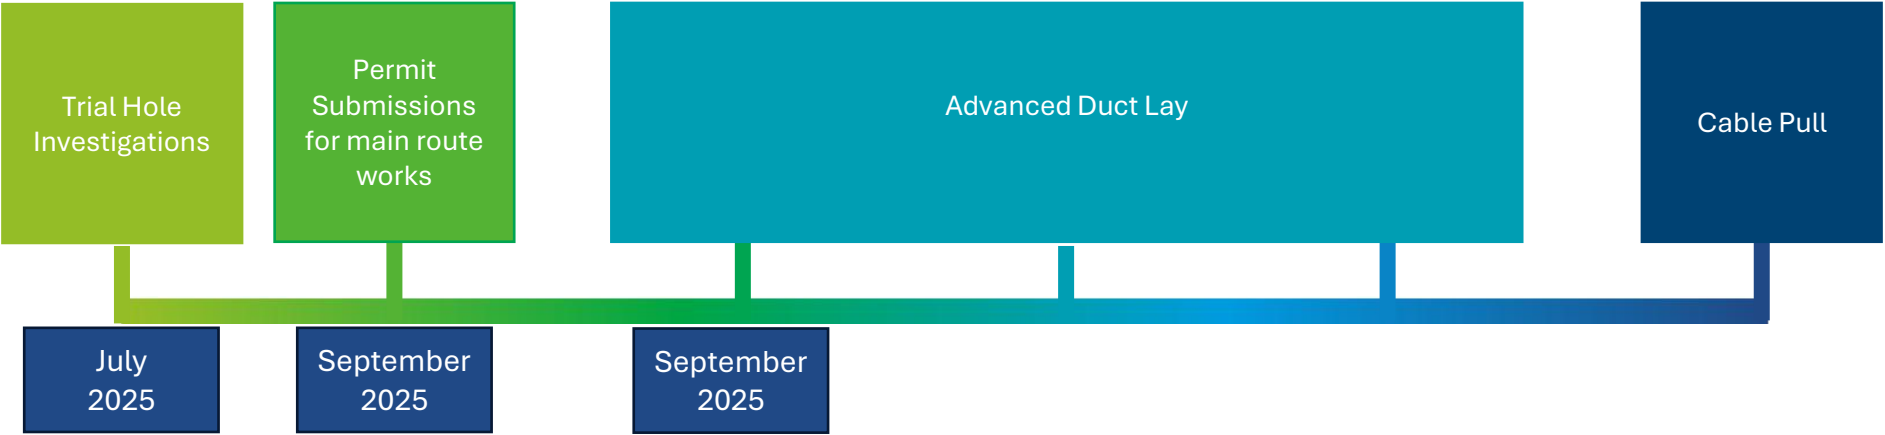 Trial Hole
Investigations
Permit
Submissions
for main route
works
Advanced Duct Lay
Cable Pull
July
2025
September
2025
September
2025